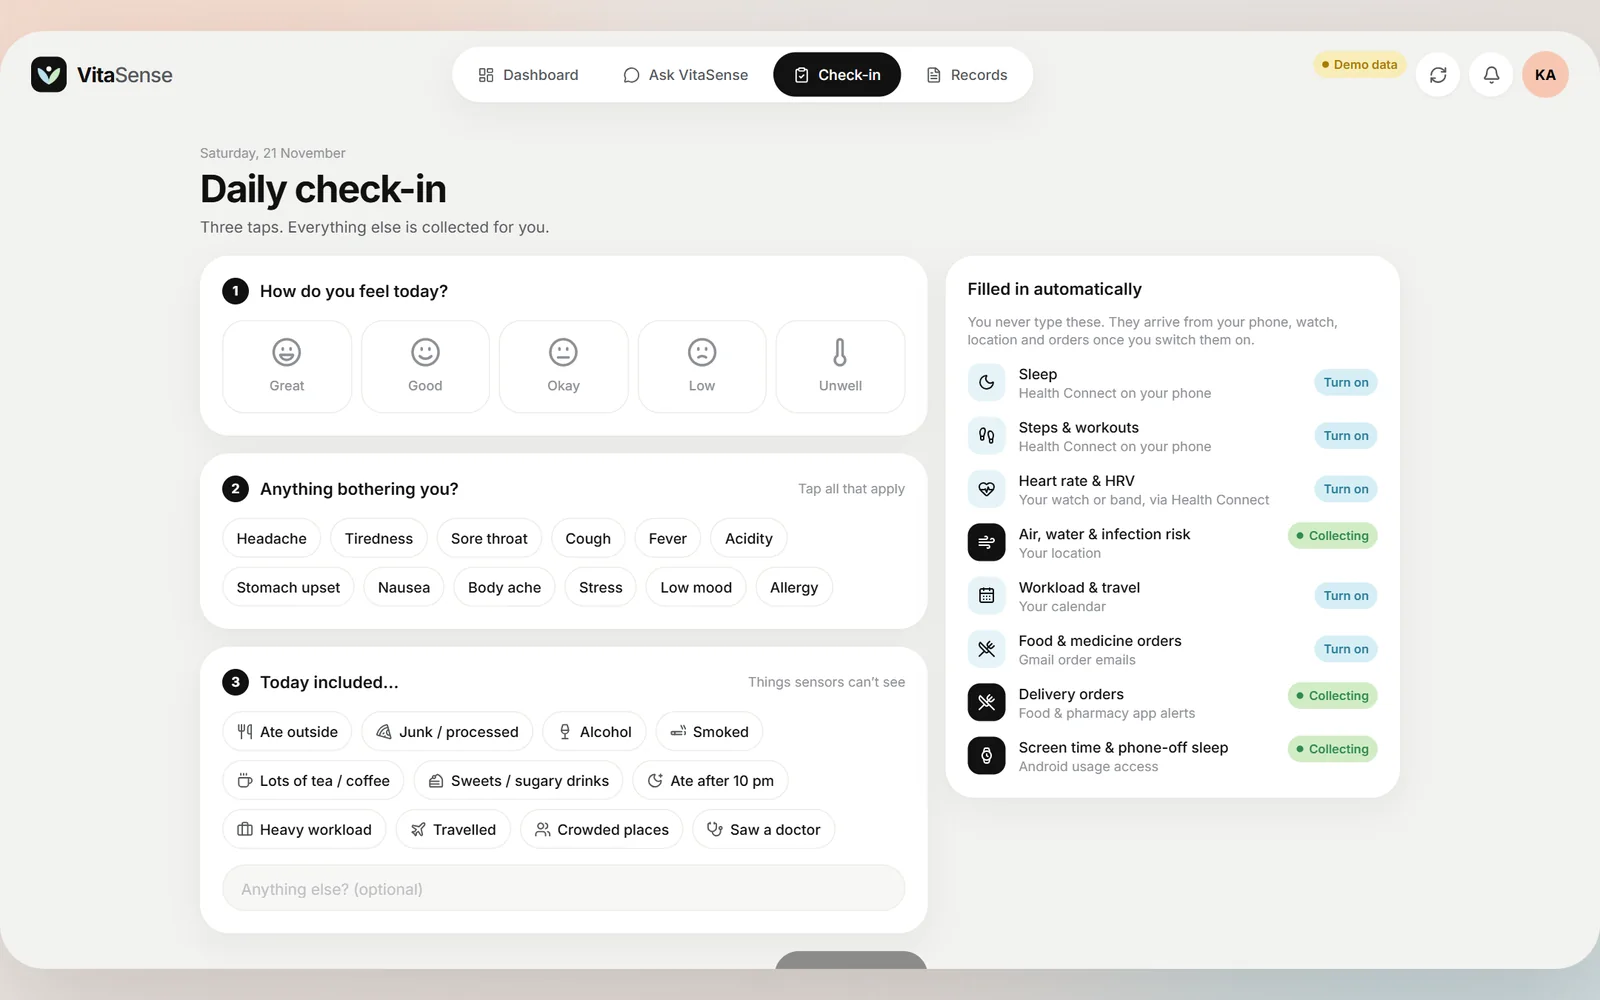 VitaSense
Dashboard
Ask VitaSense
Check-in
Records
Demo data
KA
Saturday, 21 November
Daily check-in
Three taps. Everything else is collected for you.
1 How do you feel today?
Great
Good
Okay
Low
Unwell
2 Anything bothering you?
Tap all that apply
Headache
Tiredness
Sore throat
Cough
Fever
Acidity
Stomach upset
Nausea
Body ache
Stress
Low mood
Allergy
3 Today included...
Things sensors can't see
Ate outside
Junk / processed
Alcohol
Smoked
Lots of tea / coffee
Sweets / sugary drinks
Ate after 10 pm
Heavy workload
Travelled
Crowded places
Saw a doctor
Anything else? (optional)
Filled in automatically
You never type these. They arrive from your phone, watch,
location and orders once you switch them on.
Sleep
Health Connect on your phone
Turn on
Steps & workouts
Health Connect on your phone
Turn on
Heart rate & HRV
Your watch or band, via Health Connect
Turn on
Air, water & infection risk
Your location
Collecting
Workload & travel
Your calendar
Turn on
Food & medicine orders
Gmail order emails
Turn on
Delivery orders
Food & pharmacy app alerts
Collecting
Screen time & phone-off sleep
Android usage access
Collecting